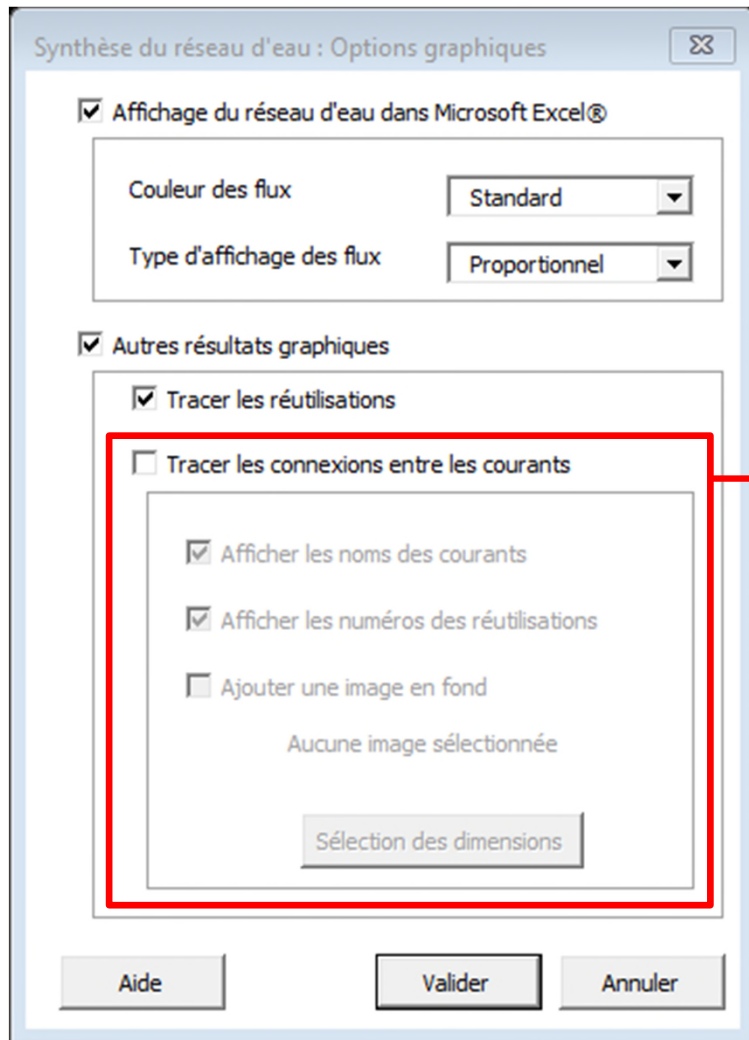 Synthèse du réseau d'eau : Options graphiques
Affichage du réseau d'eau dans Microsoft Excel®
Couleur des flux
Standard
Type d'affichage des flux
Proportionnel
Autres résultats graphiques
Tracer les réutilisations
Tracer les connexions entre les courants
Afficher les noms des courants
Afficher les numéros des réutilisations
Ajouter une image en fond
Aucune image sélectionnée
Sélection des dimensions
Aide
Valider
Annuler